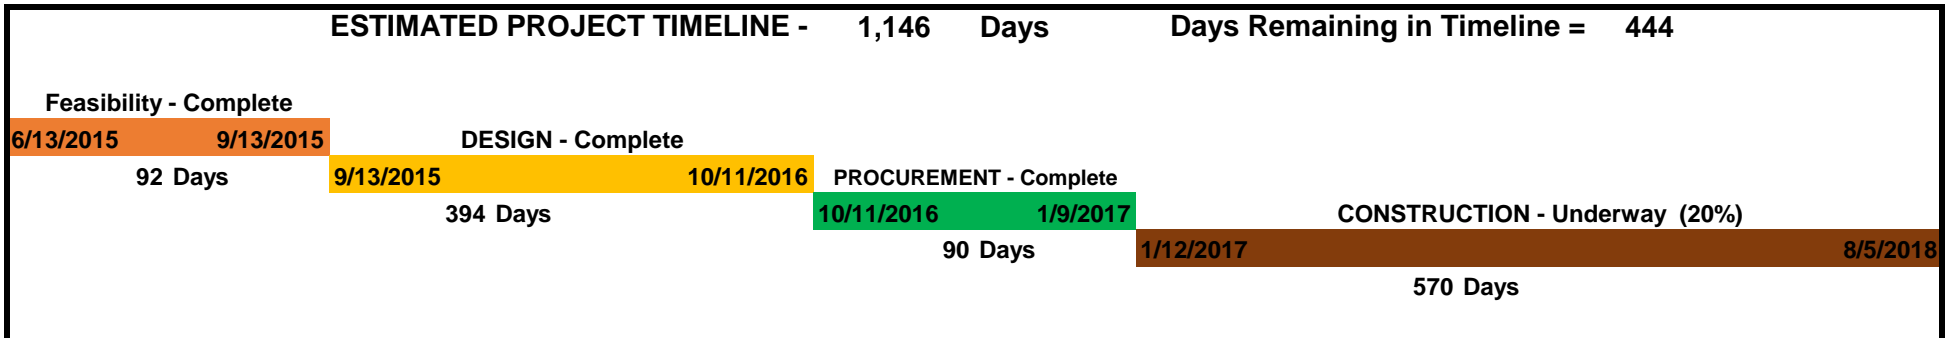 ESTIMATED PROJECT TIMELINE - 1,146 Days Days Remaining in Timeline = 444
Feasibility - Complete
6/13/2015 9/13/2015 DESIGN - Complete
92 Days 9/13/2015 10/11/2016 PROCUREMENT - Complete
394 Days 10/11/2016 1/9/2017 CONSTRUCTION - Underway (20%)
90 Days 1/12/2017 8/5/2018
570 Days